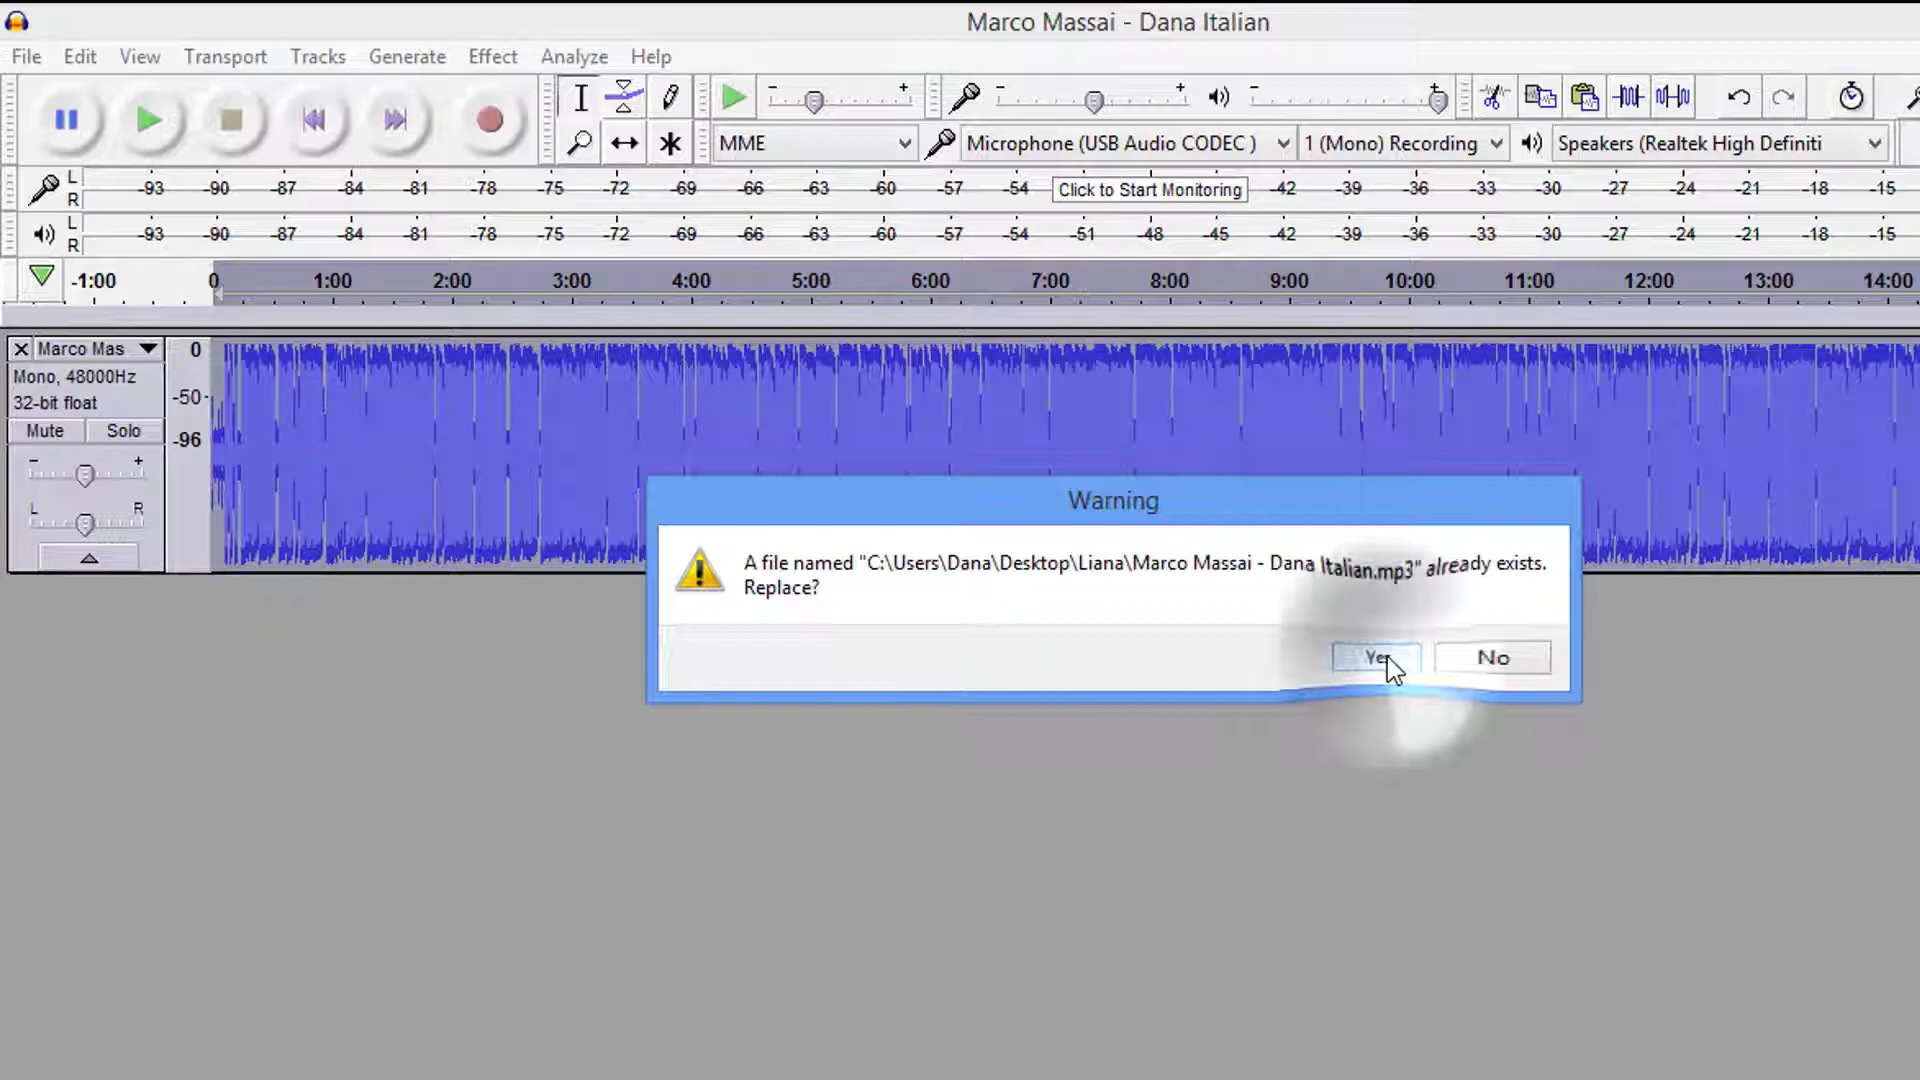 Marco Massai - Dana Italian
File Edit View Transport Tracks Generate Effect Analyze Help
MME Microphone (USB Audio CODEC ) 1 (Mono) Recording Speakers (Realtek High Definiti
L
R
-93 -90 -87 -84 -81 -78 -75 -72 -69 -66 -63 -60 -57 -54 Click to Start Monitoring -42 -39 -36 -33 -30 -27 -24 -21 -18 -15
L
R
-93 -90 -87 -84 -81 -78 -75 -72 -69 -66 -63 -60 -57 -54 -51 -48 -45 -42 -39 -36 -33 -30 -27 -24 -21 -18 -15
-1:00 0 1:00 2:00 3:00 4:00 5:00 6:00 7:00 8:00 9:00 10:00 11:00 12:00 13:00 14:00
Marco Mas 0
Mono, 48000Hz
32-bit float
-50
Mute Solo -96
- +
L R
Warning
A file named "C:\Users\Dana\Desktop\Liana\Marco Massai - Dana Italian.mp3" already exists.
Replace?
Yes No